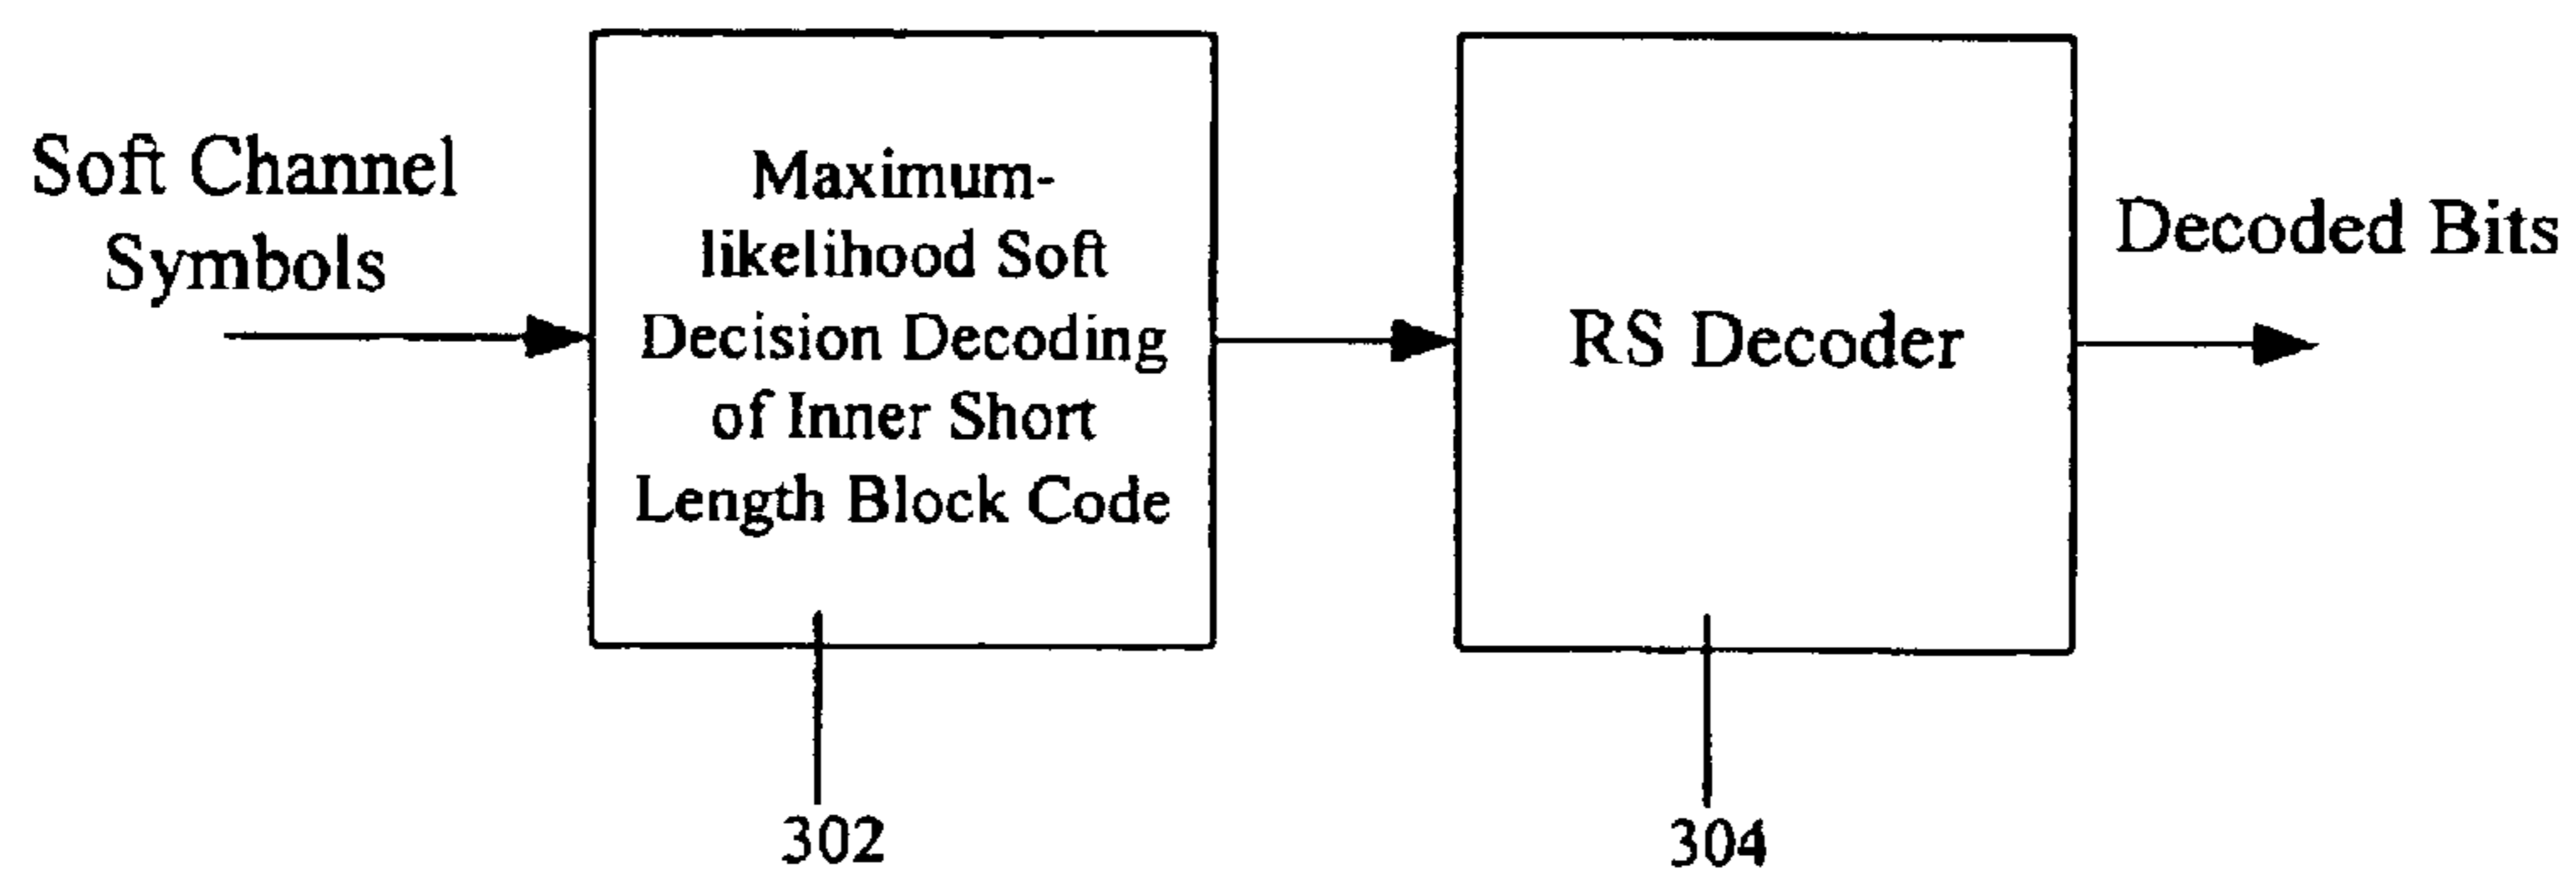 Soft Channel
Symbols
Maximum-
likelihood Soft
Decision Decoding
of Inner Short
Length Block Code
RS Decoder
Decoded Bits
302
304